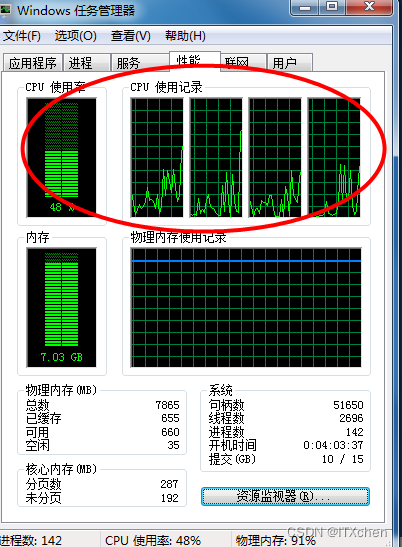 Windows 任务管理器
文件(F) 选项(O) 查看(V) 帮助(H)
应用程序 进程 服务 性能 联网 用户
CPU 使用率 CPU 使用记录
48 %
内存 物理内存使用记录
7.03 GB
物理内存(MB)
总数 7865
已缓存 655
可用 660
空闲 35
系统
句柄数 51650
线程数 2696
进程数 142
开机时间 0:04:03:37
提交(GB) 10 / 15
核心内存(MB)
分页数 287
未分页 192
资源监视器(R)...
进程数: 142 CPU 使用率: 48% 物理内存: 91%
CSDN @ITXchen